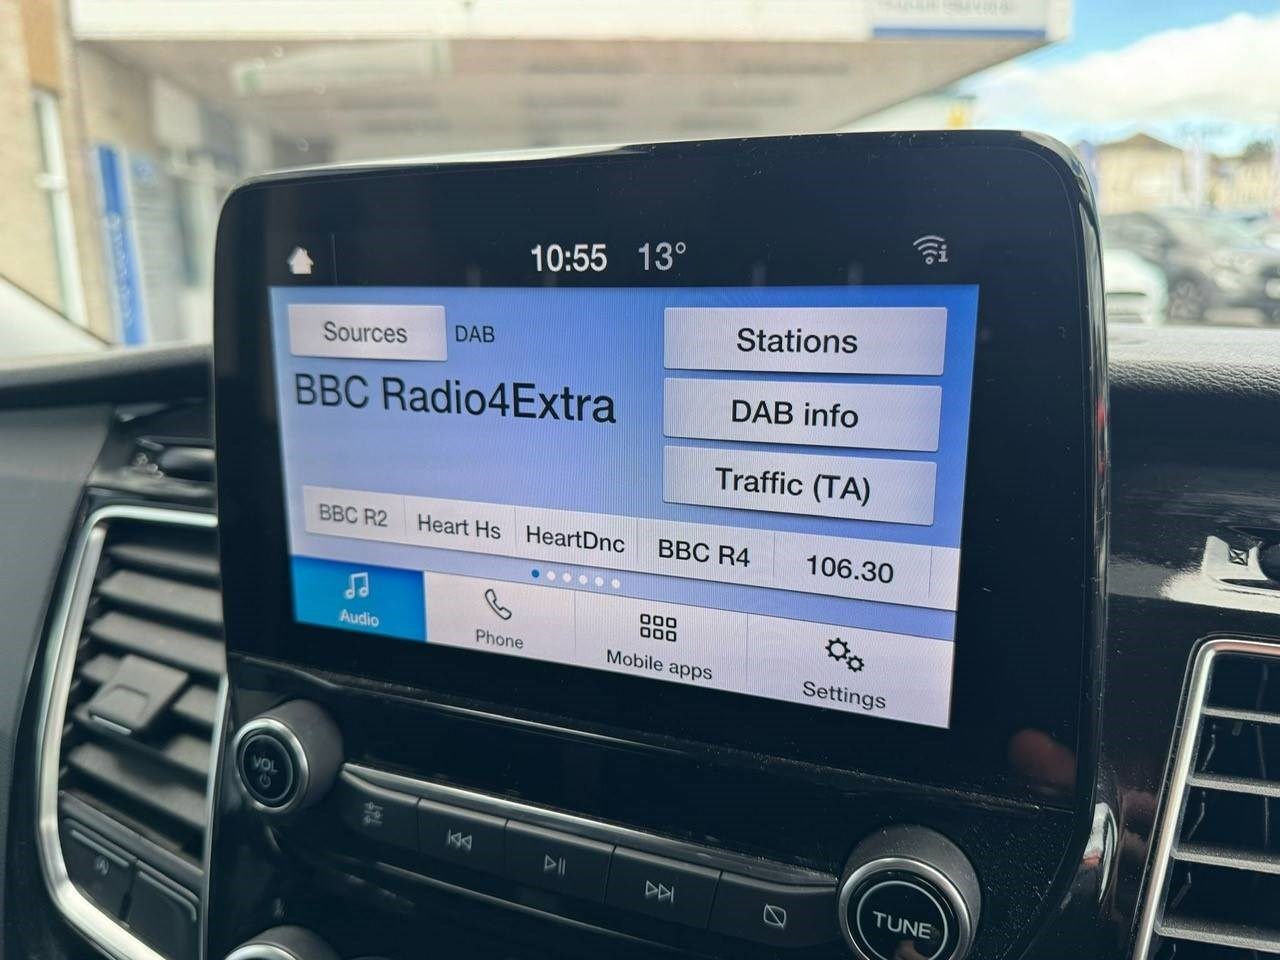 10:55 13°
Sources DAB
Stations
BBC Radio4Extra
DAB info
Traffic (TA)
BBC R2 Heart Hs HeartDnc BBC R4 106.30
Audio Phone Mobile apps Settings
VOL
TUNE